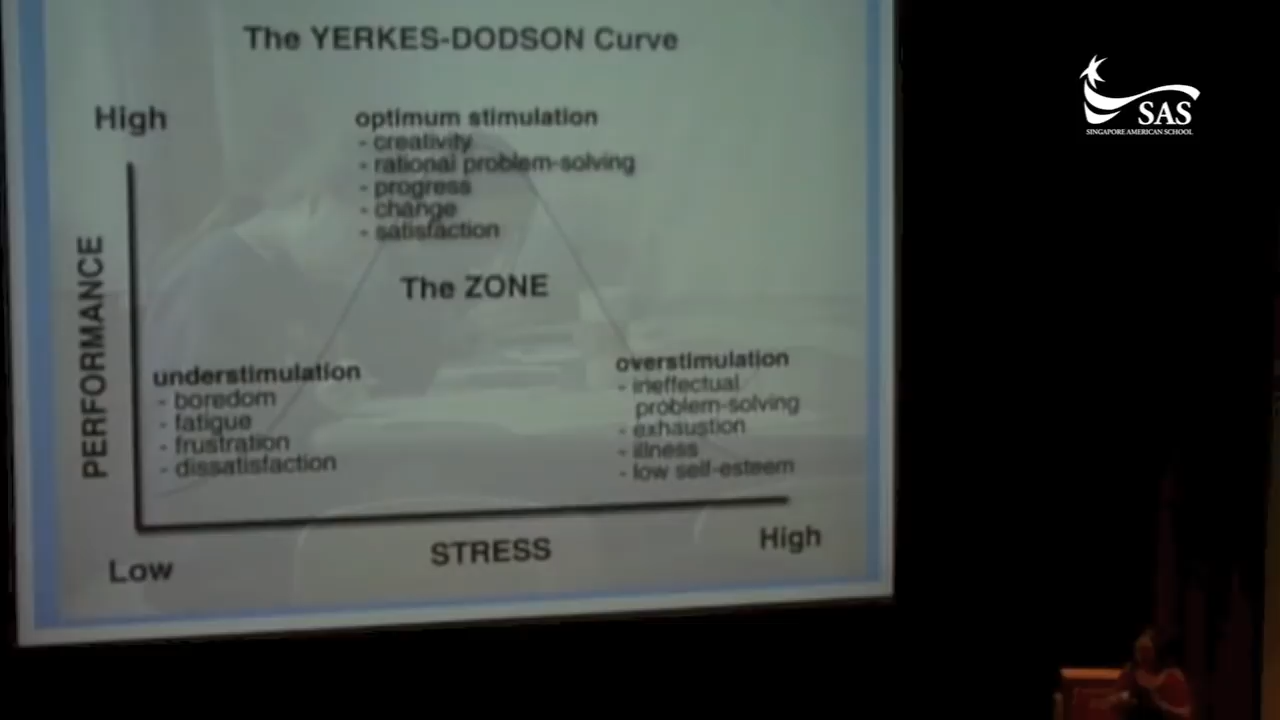 The YERKES-DODSON Curve
High
optimum stimulation
- creativity
- rational problem-solving
- progress
- change
- satisfaction
The ZONE
PERFORMANCE
understimulation
- boredom
- fatigue
- frustration
- dissatisfaction
overstimulation
- ineffectual
problem-solving
- exhaustion
- illness
- low self-esteem
Low
STRESS
High
SAS
SINGAPORE AMERICAN SCHOOL